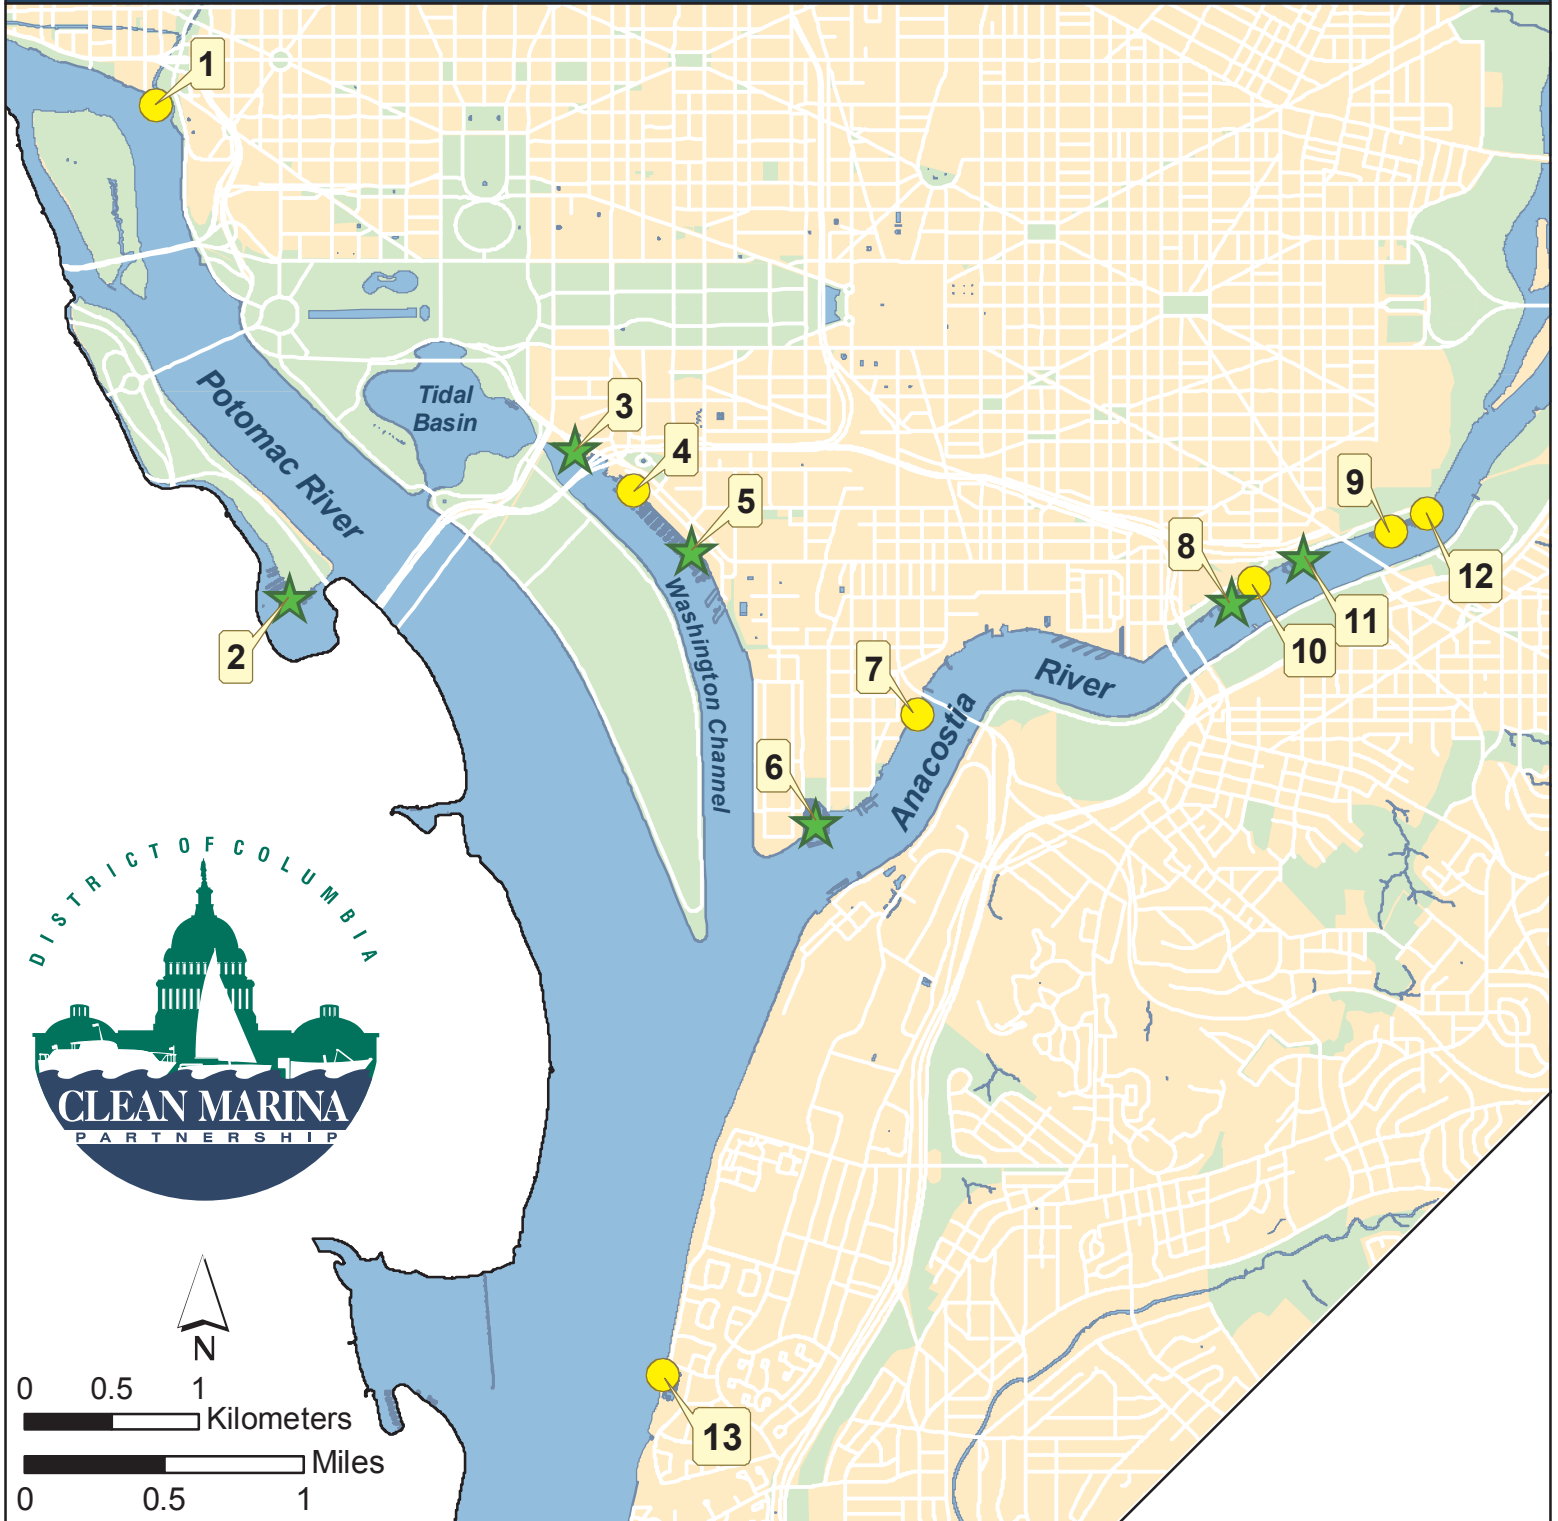 1
Potomac River
Tidal
Basin
3
4
5
2
Washington Channel
6
7
Anacostia
River
8
9
10
11
12
DISTRICT OF COLUMBIA
CLEAN MARINA
PARTNERSHIP
N
0 0.5 1
Kilometers
Miles
0 0.5 1
13